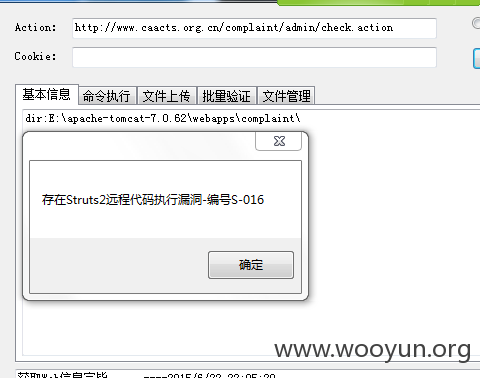 Action: http://www.caacts.org.cn/complaint/admin/check.action
Cookie:
基本信息 命令执行 文件上传 批量验证 文件管理
dir:E:\apache-tomcat-7.0.62\webapps\complaint\
存在Struts2远程代码执行漏洞-编号S-016
确定
www.wooyun.org